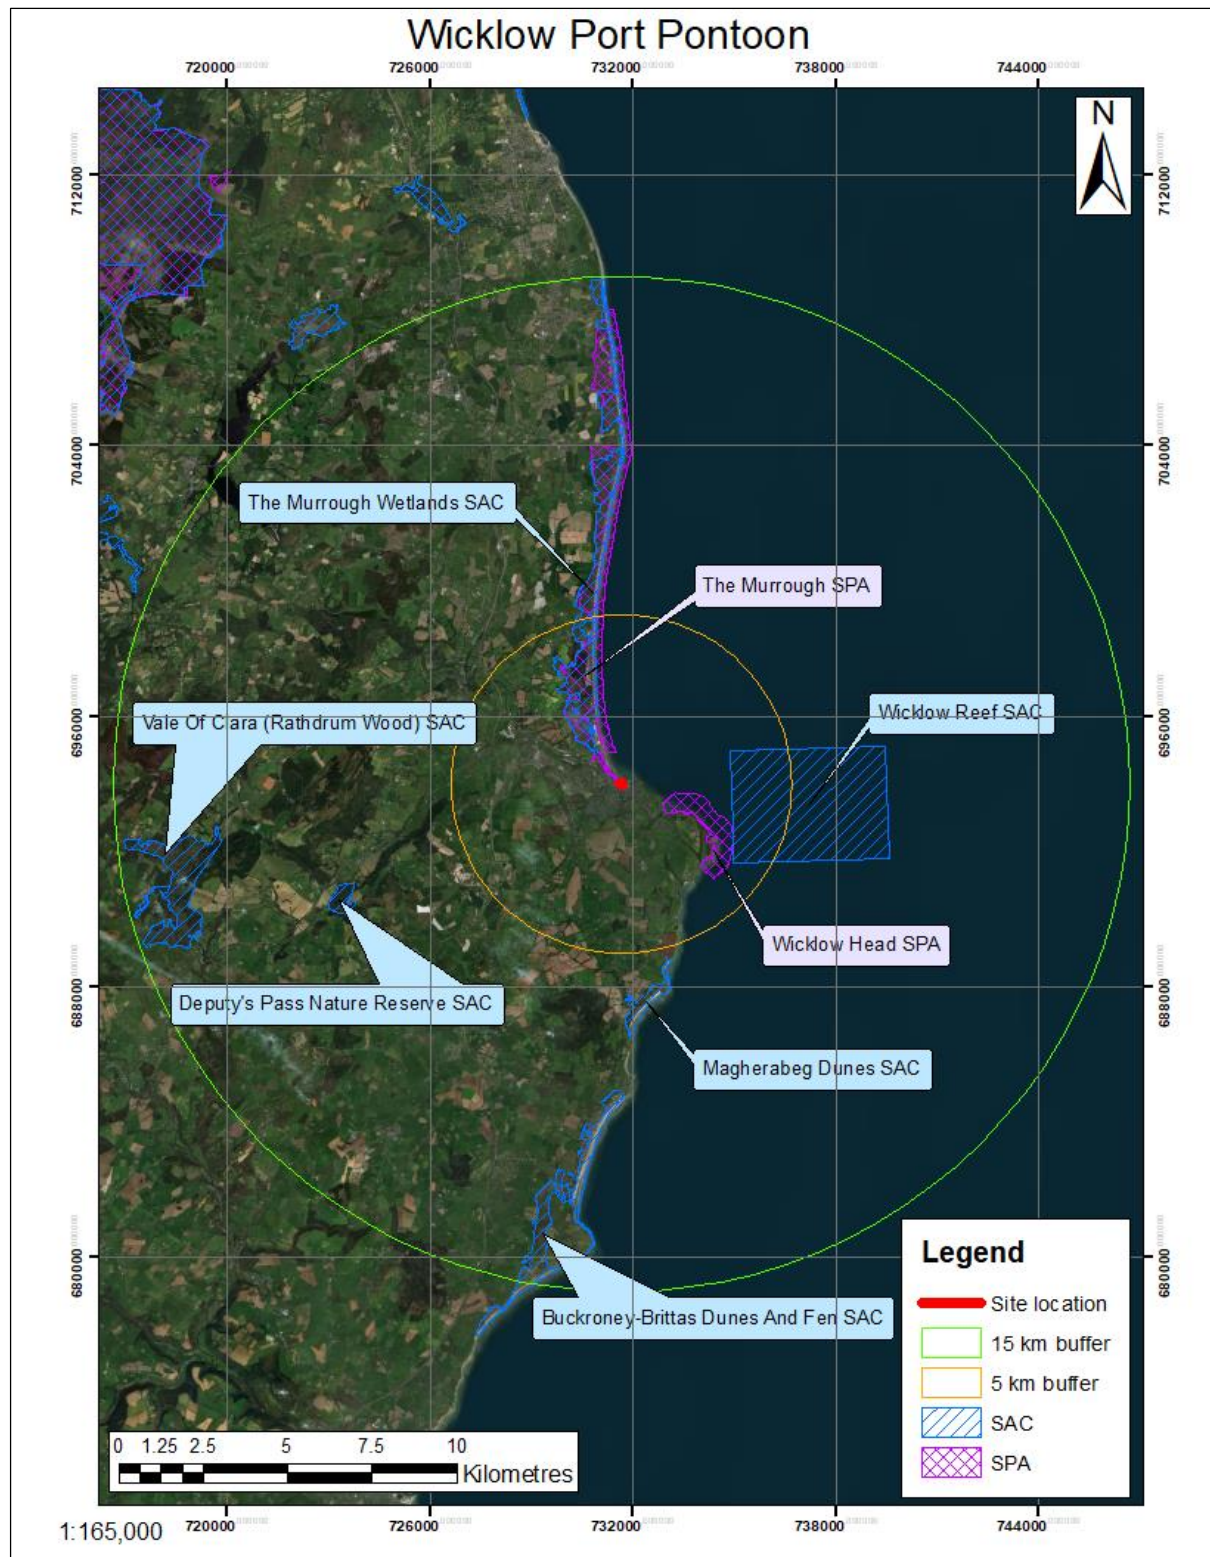 Wicklow Port Pontoon
720000 726000 732000 738000 744000
N
712000 712000
704000 704000
The Murrough Wetlands SAC
The Murrough SPA
Vale Of Clara (Rathdrum Wood) SAC
Wicklow Reef SAC
696000 696000
Wicklow Head SPA
Deputy's Pass Nature Reserve SAC
688000 688000
Magherabeg Dunes SAC
680000 680000
Buckroney-Brittas Dunes And Fen SAC
Legend
Site location
15 km buffer
5 km buffer
SAC
SPA
0 1.25 2.5 5 7.5 10
Kilometres
1:165,000
720000 726000 732000 738000 744000